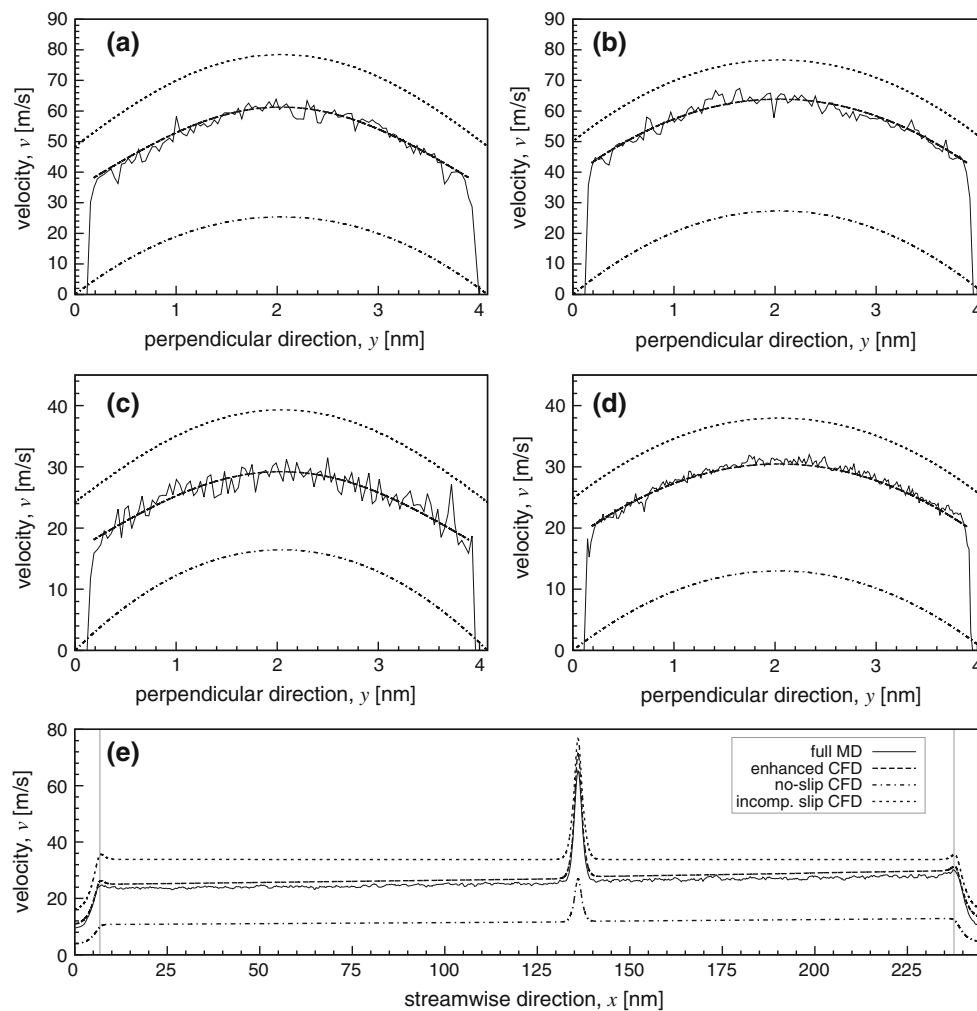 (a)
90
80
70
60
50
40
30
20
10
0
velocity, v [m/s]
0 1 2 3 4
perpendicular direction, y [nm]
(b)
90
80
70
60
50
40
30
20
10
0
velocity, v [m/s]
0 1 2 3 4
perpendicular direction, y [nm]
(c)
40
30
20
10
0
velocity, v [m/s]
0 1 2 3 4
perpendicular direction, y [nm]
(d)
40
30
20
10
0
velocity, v [m/s]
0 1 2 3 4
perpendicular direction, y [nm]
(e)
80
60
40
20
0
velocity, v [m/s]
full MD
enhanced CFD
no-slip CFD
incomp. slip CFD
0 25 50 75 100 125 150 175 200 225
streamwise direction, x [nm]